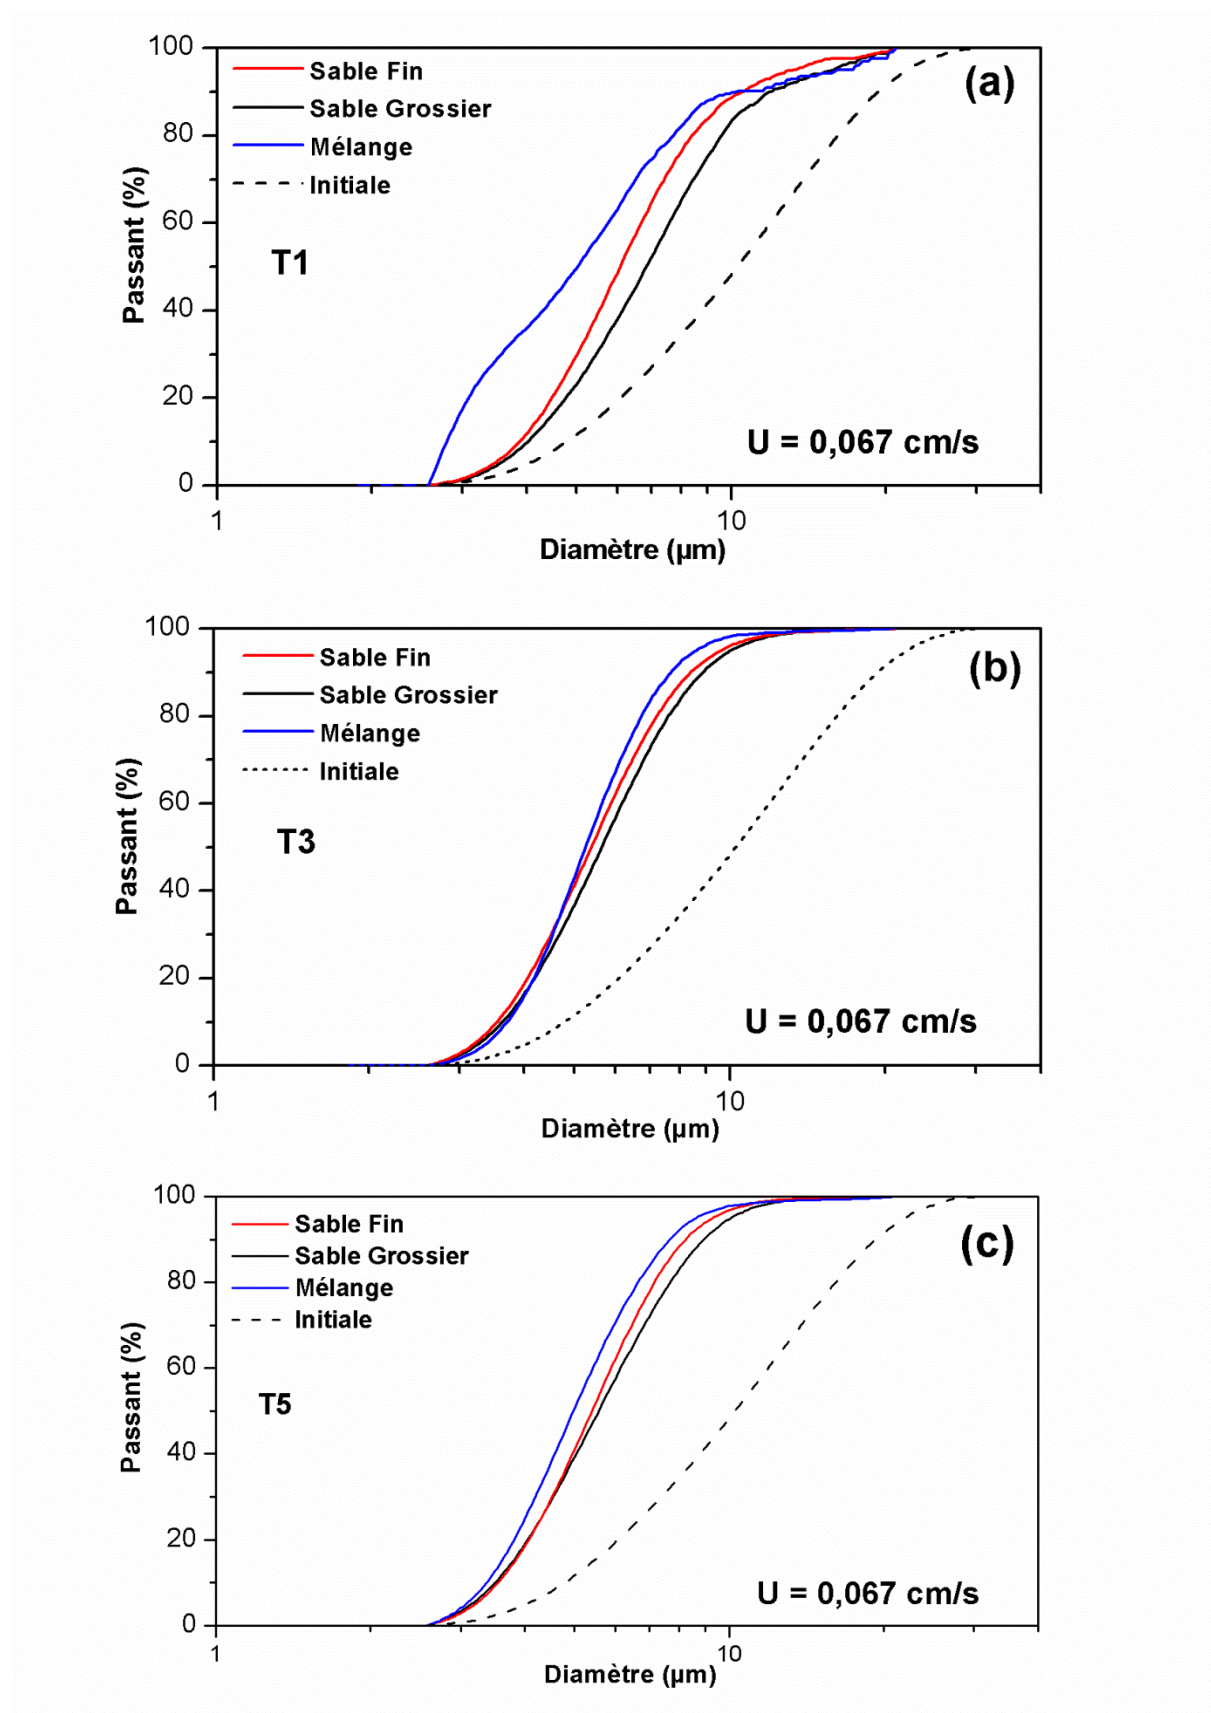 100
80
60
40
20
0
Passant (%)
Sable Fin
Sable Grossier
Mélange
Initiale
(a)
T1
U = 0,067 cm/s
1
10
Diamètre (µm)
100
80
60
40
20
0
Passant (%)
Sable Fin
Sable Grossier
Mélange
Initiale
(b)
T3
U = 0,067 cm/s
1
10
Diamètre (µm)
100
80
60
40
20
0
Passant (%)
Sable Fin
Sable Grossier
Mélange
Initiale
(c)
T5
U = 0,067 cm/s
1
10
Diamètre (µm)